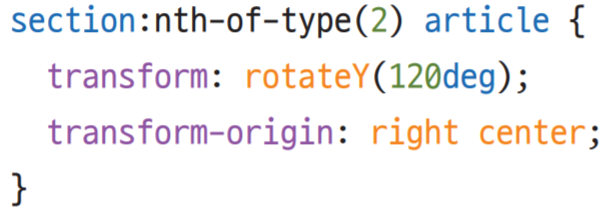 section:nth-of-type(2) article {
  transform: rotateY(120deg);
  transform-origin: right center;
}